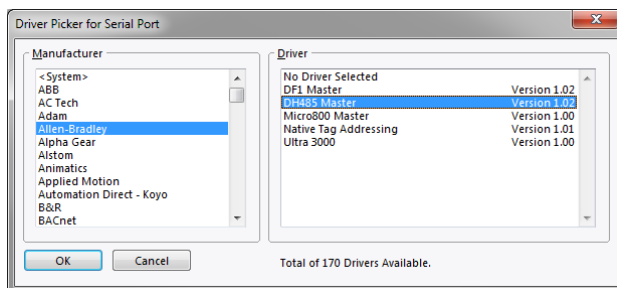 Driver Picker for Serial Port
Manufacturer
<System>
ABB
AC Tech
Adam
Allen-Bradley
Alpha Gear
Alstom
Animatics
Applied Motion
Automation Direct - Koyo
B&R
BACnet
Driver
No Driver Selected
DF1 Master Version 1.02
DH485 Master Version 1.02
Micro800 Master Version 1.00
Native Tag Addressing Version 1.01
Ultra 3000 Version 1.00
OK
Cancel
Total of 170 Drivers Available.